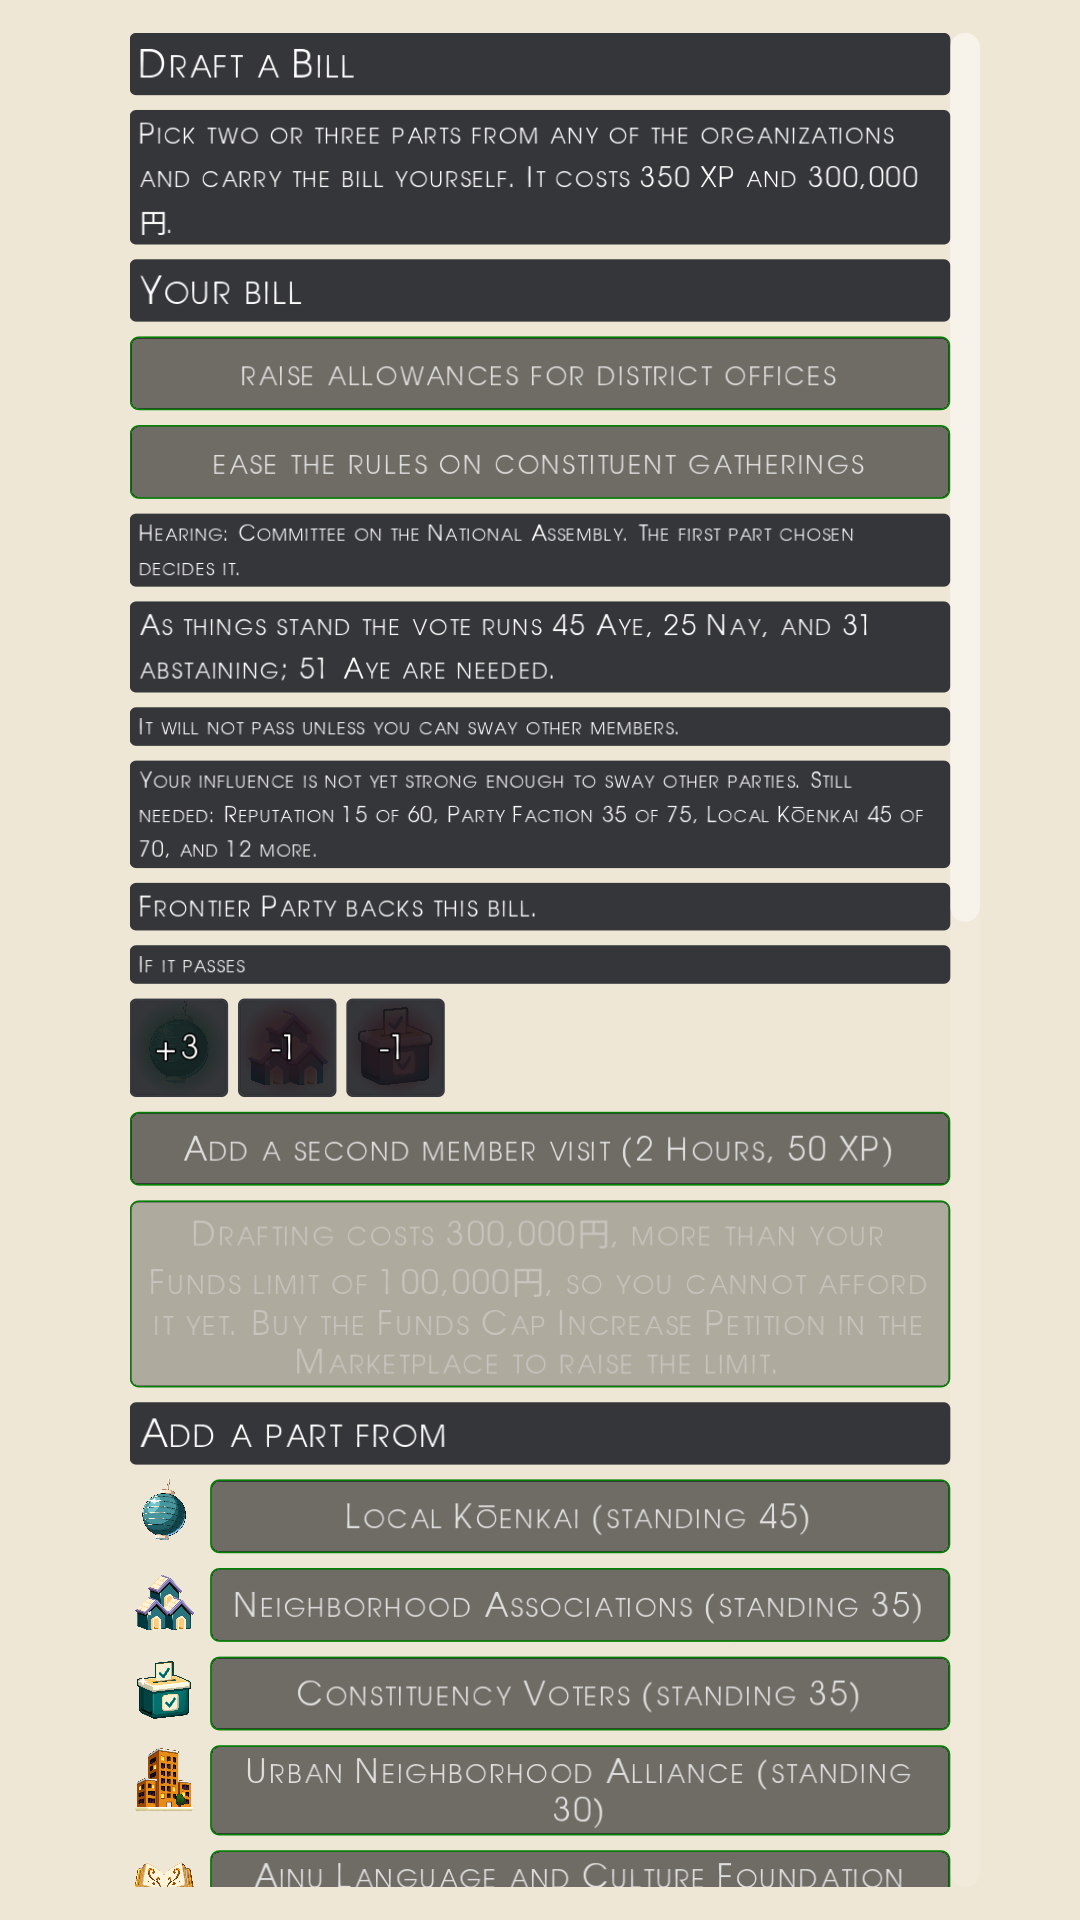 Draft a Bill
Pick two or three parts from any of the organizations
and carry the bill yourself. It costs 350 XP and 300,000
円.
Your bill
raise allowances for district offices
ease the rules on constituent gatherings
Hearing: Committee on the National Assembly. The first part chosen
decides it.
As things stand the vote runs 45 Aye, 25 Nay, and 31
abstaining; 51 Aye are needed.
It will not pass unless you can sway other members.
Your influence is not yet strong enough to sway other parties. Still
needed: Reputation 15 of 60, Party Faction 35 of 75, Local Kōenkai 45 of
70, and 12 more.
Frontier Party backs this bill.
If it passes
+3 -1 -1
Add a second member visit (2 Hours, 50 XP)
Drafting costs 300,000円, more than your
Funds limit of 100,000円, so you cannot afford
it yet. Buy the Funds Cap Increase Petition in the
Marketplace to raise the limit.
Add a part from
Local Kōenkai (standing 45)
Neighborhood Associations (standing 35)
Constituency Voters (standing 35)
Urban Neighborhood Alliance (standing
30)
Ainu Language and Culture Foundation